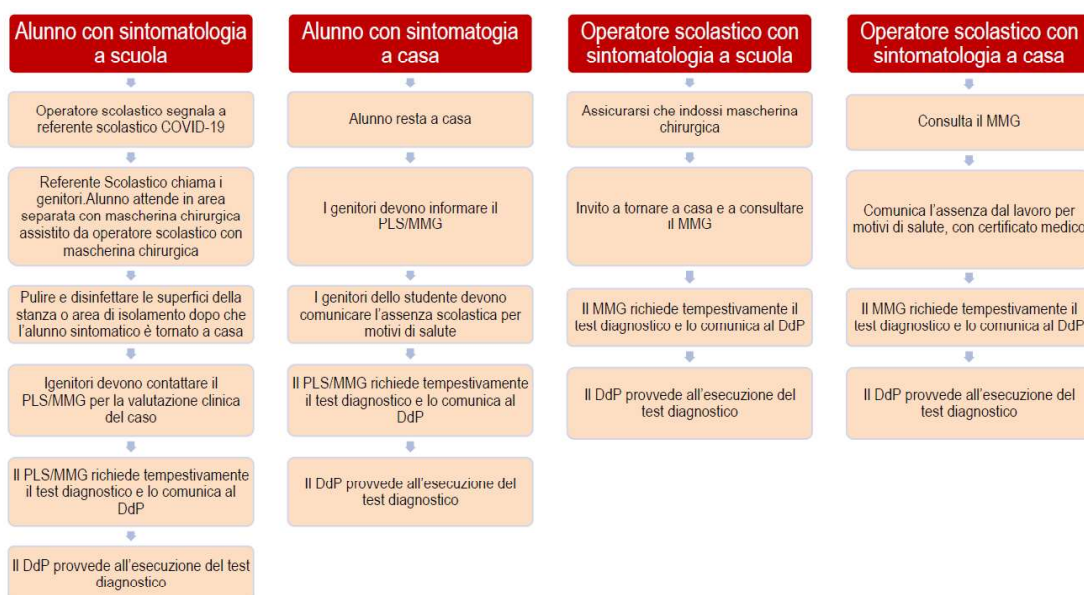 Alunno con sintomatologia
a scuola
Operatore scolastico segnala a
referente scolastico COVID-19
Referente Scolastico chiama i
genitori.Alunno attende in area
separata con mascherina chirurgica
assistito da operatore scolastico con
mascherina chirurgica
Pulire e disinfettare le superfici della
stanza o area di isolamento dopo che
l'alunno sintomatico è tornato a casa
Igenitori devono contattare il
PLS/MMG per la valutazione clinica
del caso
Il PLS/MMG richiede tempestivamente
il test diagnostico e lo comunica al
DdP
Il DdP provvede all'esecuzione del test
diagnostico
Alunno con sintomatogia
a casa
Alunno resta a casa
I genitori devono informare il
PLS/MMG
I genitori dello studente devono
comunicare l'assenza scolastica per
motivi di salute
Il PLS/MMG richiede tempestivamente
il test diagnostico e lo comunica al
DdP
Il DdP provvede all'esecuzione del
test diagnostico
Operatore scolastico con
sintomatologia a scuola
Assicurarsi che indossi mascherina
chirurgica
Invito a tornare a casa e a consultare
il MMG
Il MMG richiede tempestivamente il
test diagnostico e lo comunica al DdP
Il DdP provvede all'esecuzione del
test diagnostico
Operatore scolastico con
sintomatologia a casa
Consulta il MMG
Comunica l'assenza dal lavoro per
motivi di salute, con certificato medico
Il MMG richiede tempestivamente il
test diagnostico e lo comunica al DdP
Il DdP provvede all'esecuzione del
test diagnostico